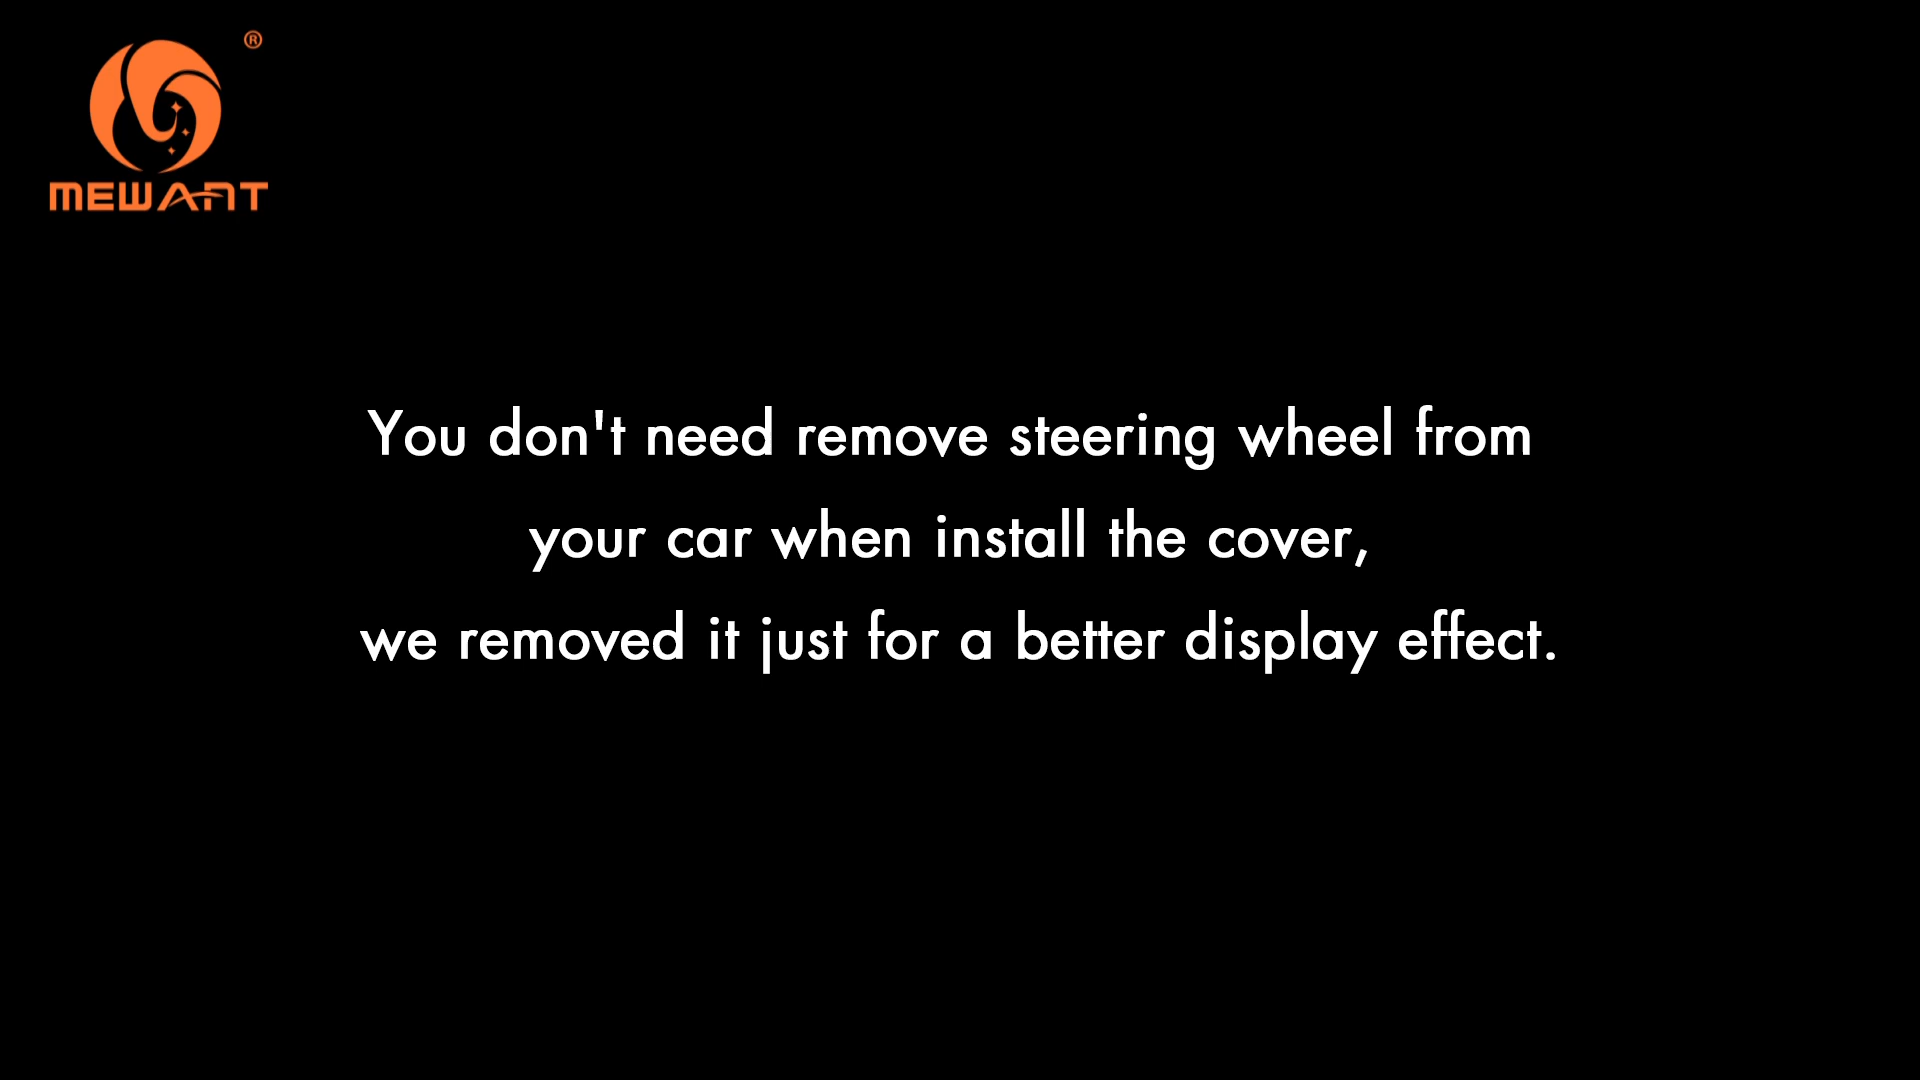 ®
MEWANT
You don't need remove steering wheel from
your car when install the cover,
we removed it just for a better display effect.